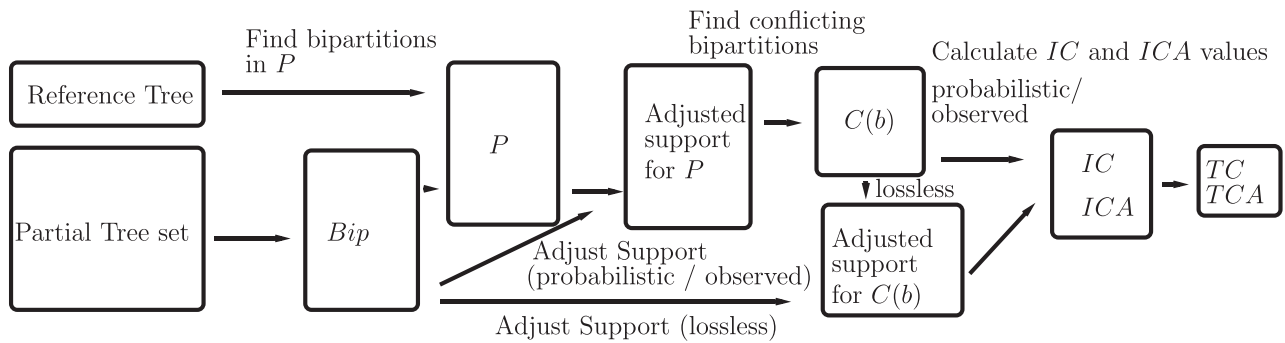 Find bipartitions
in P
Reference Tree
Partial Tree set
Bip
P
Adjusted
support
for P
Find conflicting
bipartitions
C(b)
Calculate IC and ICA values
probabilistic/
observed
lossless
Adjust Support
(probabilistic / observed)
Adjust Support (lossless)
Adjusted
support
for C(b)
IC
ICA
TC
TCA